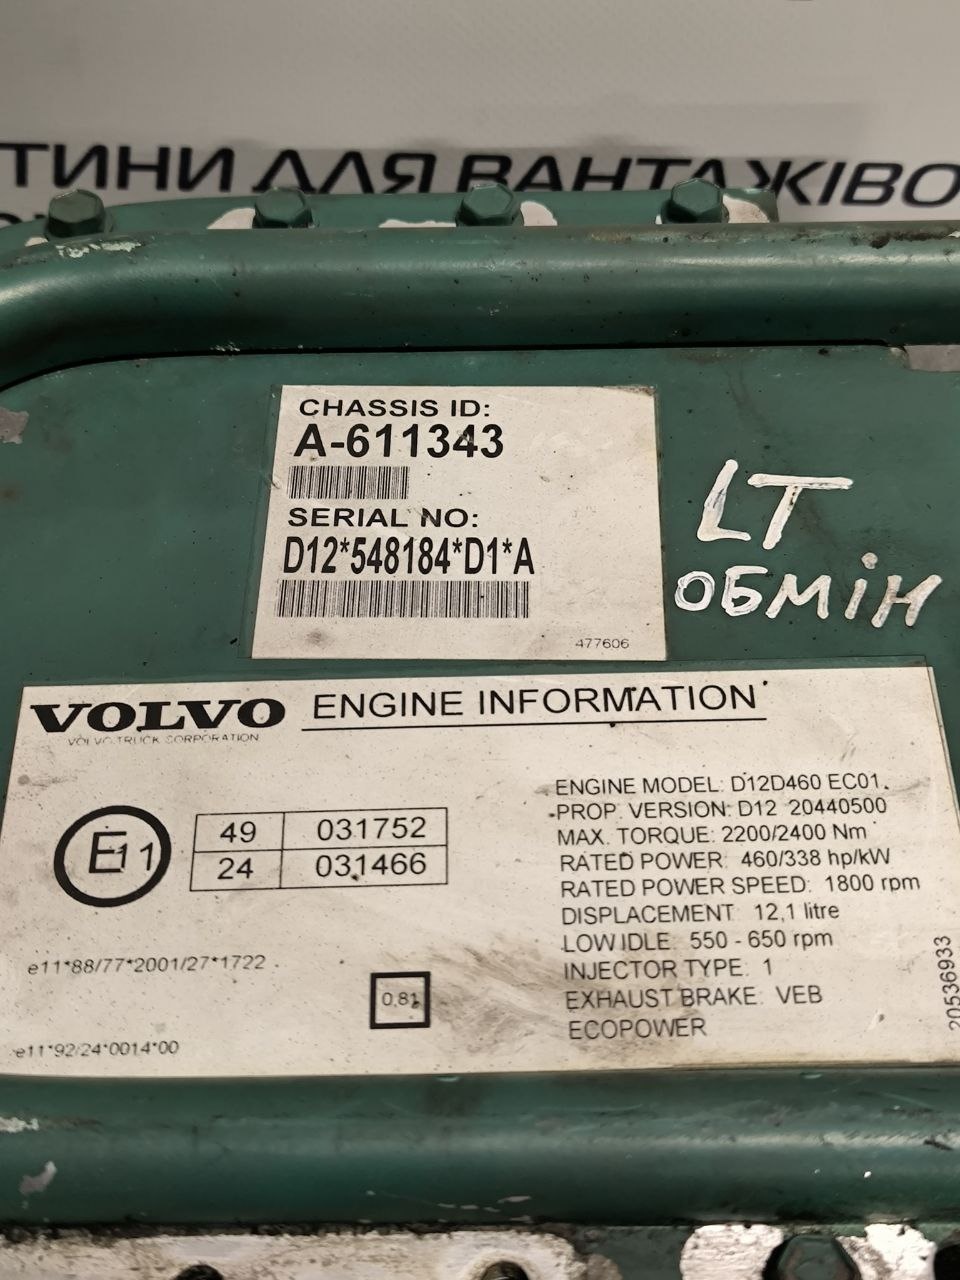 ТИНИ ДЛЯ ВАНТАЖІВО
CHASSIS ID:
A-611343
SERIAL NO:
D12*548184*D1*A
477606
LT
ОБМІН
VOLVO
VOLVO TRUCK CORPORATION
ENGINE INFORMATION
E11
49 031752
24 031466
e11*88/77*2001/27*1722
0,81
e11*92/24*0014*00
ENGINE MODEL: D12D460 EC01
PROP. VERSION: D12 20440500
MAX. TORQUE: 2200/2400 Nm
RATED POWER: 460/338 hp/kW
RATED POWER SPEED: 1800 rpm
DISPLACEMENT: 12,1 litre
LOW IDLE: 550 - 650 rpm
INJECTOR TYPE: 1
EXHAUST BRAKE: VEB
ECOPOWER
20536933